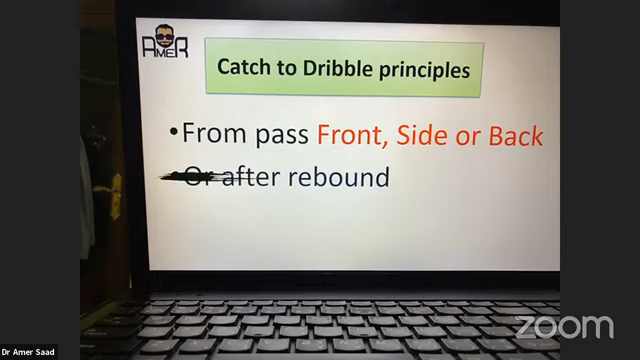 AMER
Catch to Dribble principles
•From pass Front, Side or Back
•Or after rebound
zoom
Dr Amer Saad